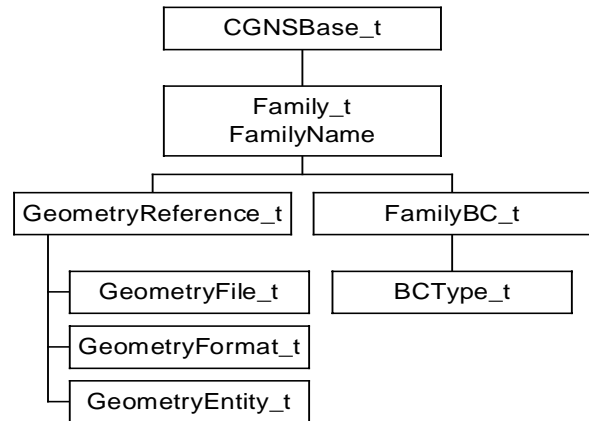 CGNSBase_t
Family_t
FamilyName
GeometryReference_t
FamilyBC_t
GeometryFile_t
BCType_t
GeometryFormat_t
GeometryEntity_t